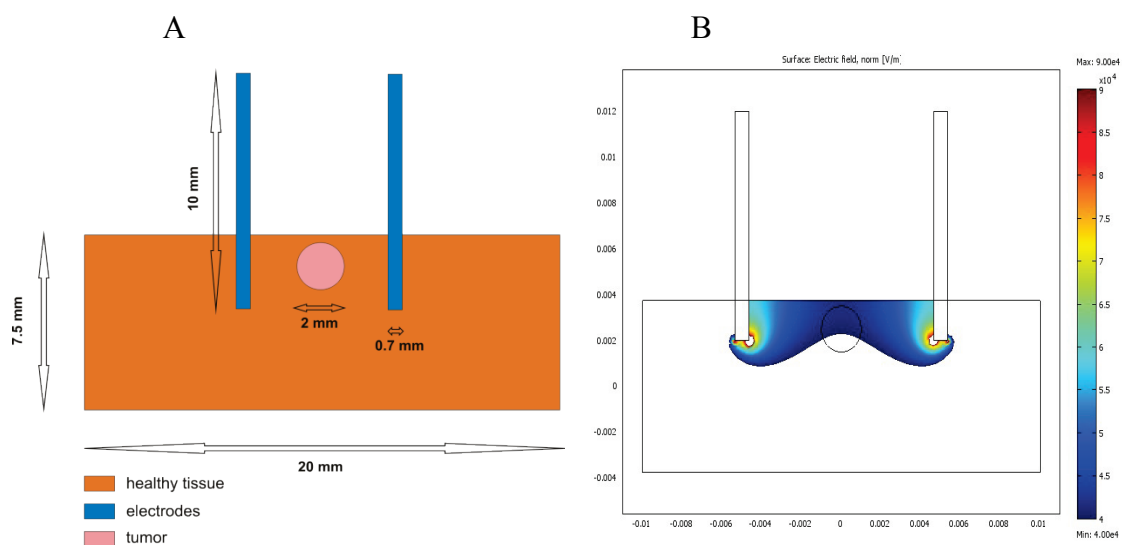 A
10 mm
7.5 mm
2 mm
0.7 mm
20 mm
healthy tissue
electrodes
tumor
B
Surface: Electric field, norm [V/m]
Max: 9.00e4
×10⁴
0.012
0.01
0.008
0.006
0.004
0.002
0
-0.002
-0.004
-0.01
-0.008
-0.006
-0.004
-0.002
0
0.002
0.004
0.006
0.008
0.01
9
8.5
8
7.5
7
6.5
6
5.5
5
4.5
4
Min: 4.00e4